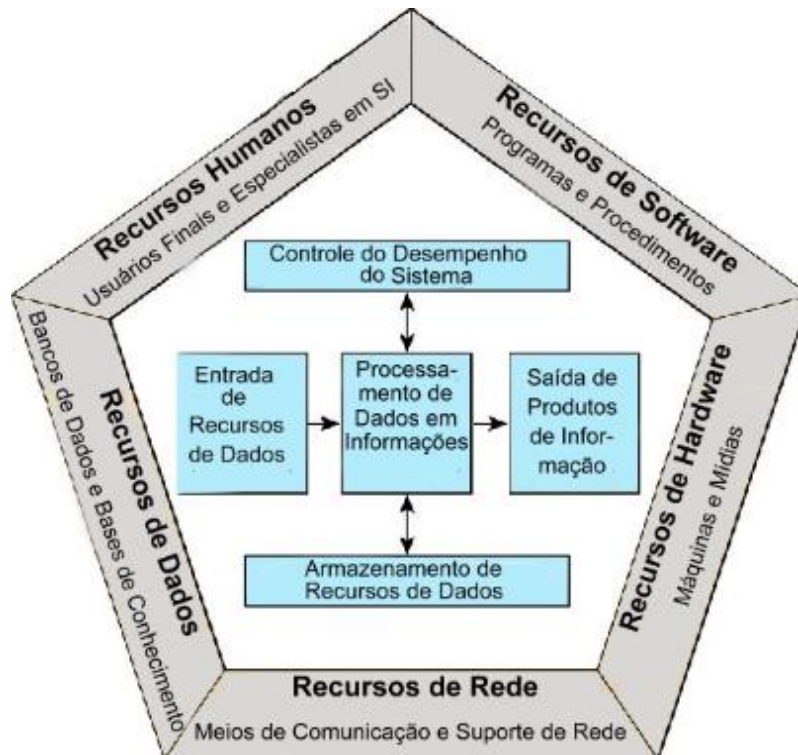 Recursos Humanos
Usuários Finais e Especialistas em SI
Recursos de Software
Programas e Procedimentos
Controle do Desempenho
do Sistema
Entrada
de
Recursos
de Dados
Processa-
mento de
Dados em
Informações
Saída de
Produtos
de Infor-
mação
Armazenamento de
Recursos de Dados
Recursos de Dados
Bancos de Dados e Bases de Conhecimento
Recursos de Hardware
Máquinas e Mídias
Recursos de Rede
Meios de Comunicação e Suporte de Rede